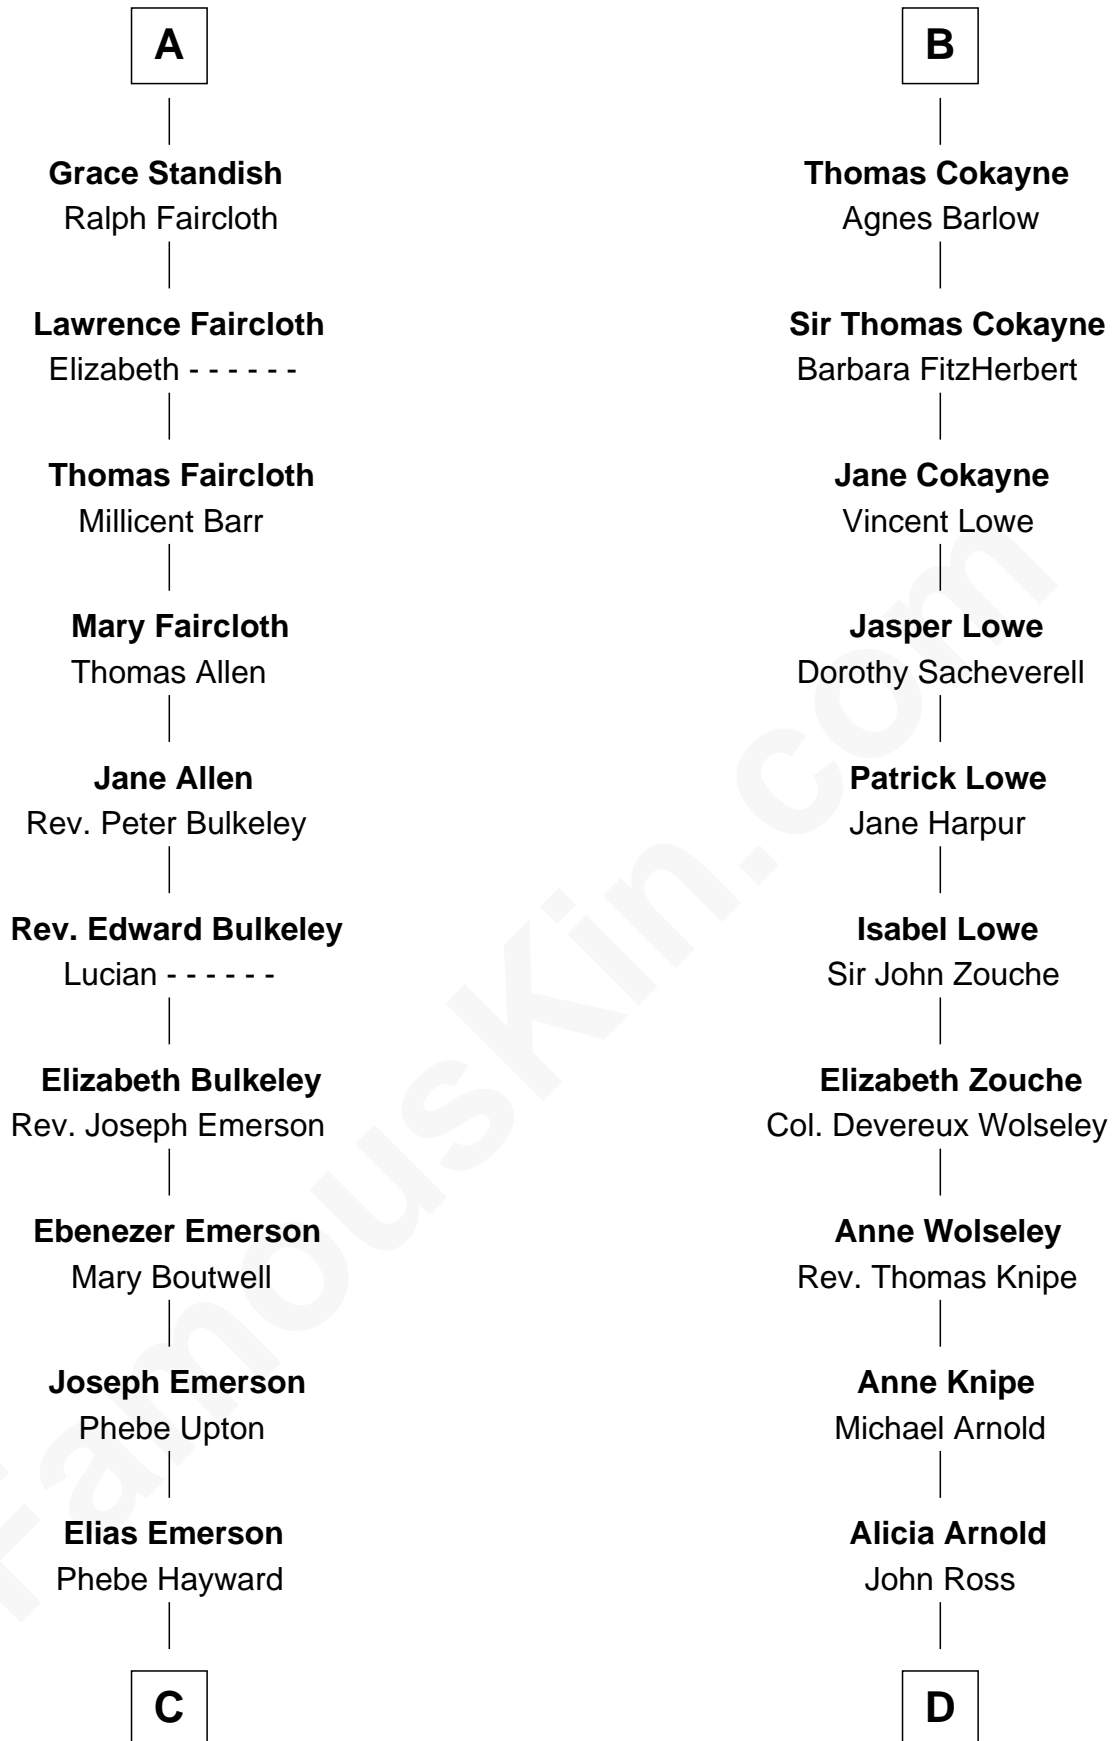 A
Grace Standish
Ralph Faircloth
Lawrence Faircloth
Elizabeth - - - - - -
Thomas Faircloth
Millicent Barr
Mary Faircloth
Thomas Allen
Jane Allen
Rev. Peter Bulkeley
Rev. Edward Bulkeley
Lucian - - - - - -
Elizabeth Bulkeley
Rev. Joseph Emerson
Ebenezer Emerson
Mary Boutwell
Joseph Emerson
Phebe Upton
Elias Emerson
Phebe Hayward
C
B
Thomas Cokayne
Agnes Barlow
Sir Thomas Cokayne
Barbara FitzHerbert
Jane Cokayne
Vincent Lowe
Jasper Lowe
Dorothy Sacheverell
Patrick Lowe
Jane Harpur
Isabel Lowe
Sir John Zouche
Elizabeth Zouche
Col. Devereux Wolseley
Anne Wolseley
Rev. Thomas Knipe
Anne Knipe
Michael Arnold
Alicia Arnold
John Ross
D
FamousKin.com